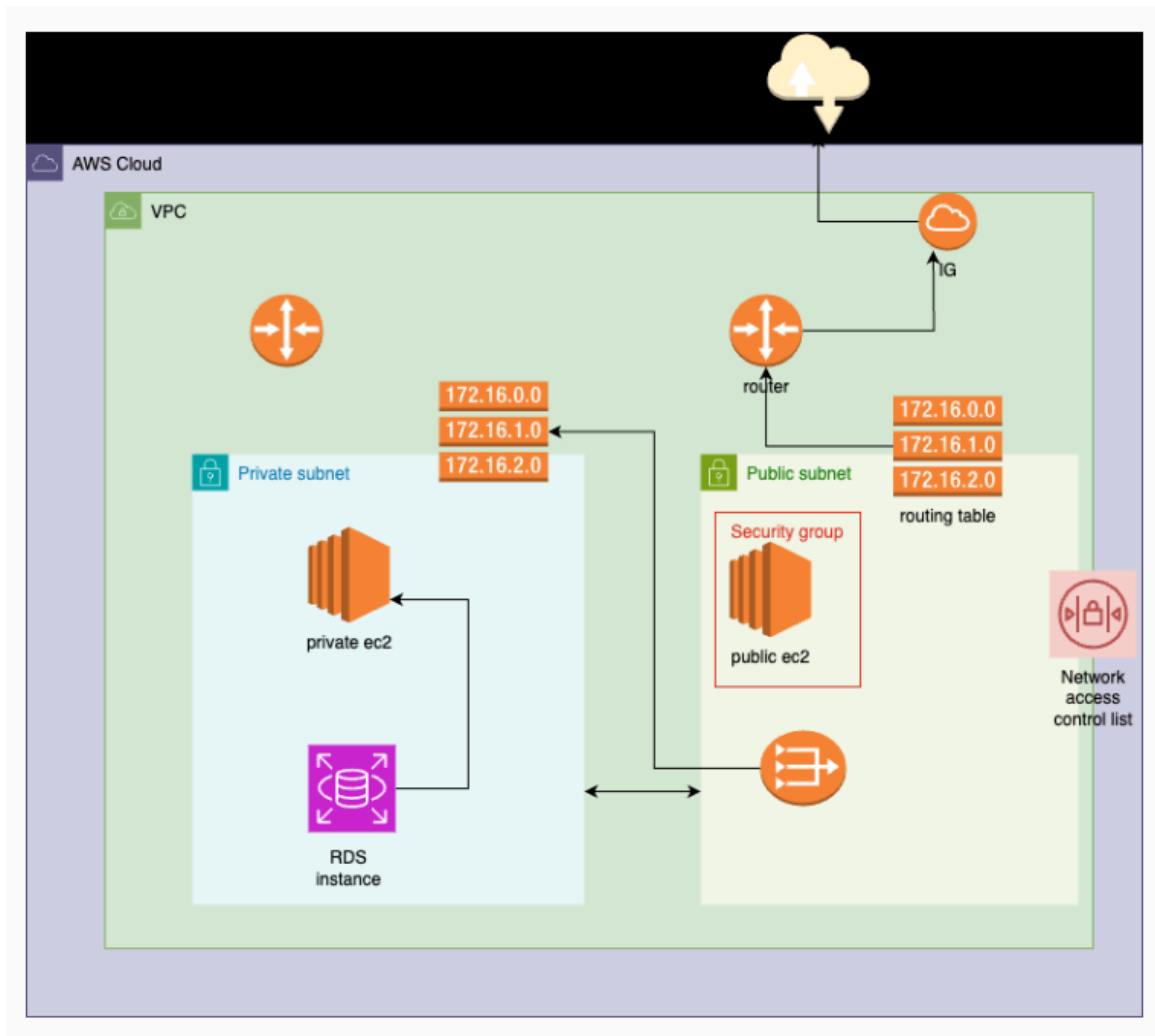 AWS Cloud
VPC
IG
router
172.16.0.0
172.16.1.0
172.16.2.0
172.16.0.0
172.16.1.0
172.16.2.0
routing table
Private subnet
private ec2
RDS
instance
Public subnet
Security group
public ec2
Network
access
control list